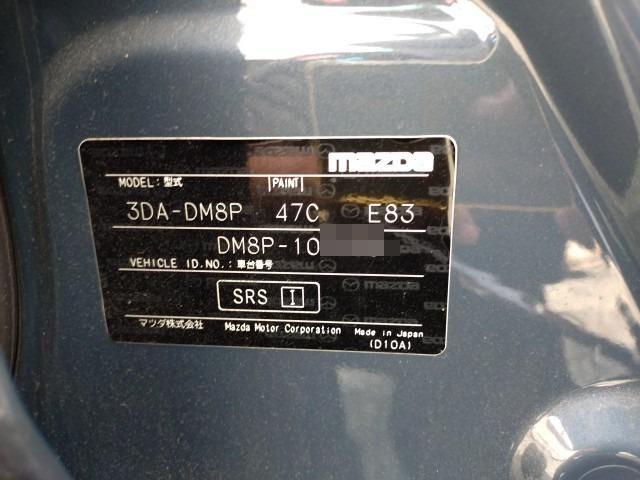 mazda
MODEL: 型式 PAINT
3DA-DM8P 47C E83
DM8P-10
VEHICLE ID.NO.: 車台番号
SRS I
マツダ株式会社 Mazda Motor Corporation Made in Japan
(D10A)